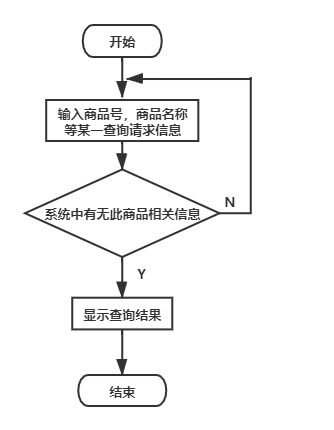 开始
输入商品号，商品名称
等某一查询请求信息
系统中有无此商品相关信息
N
Y
显示查询结果
结束